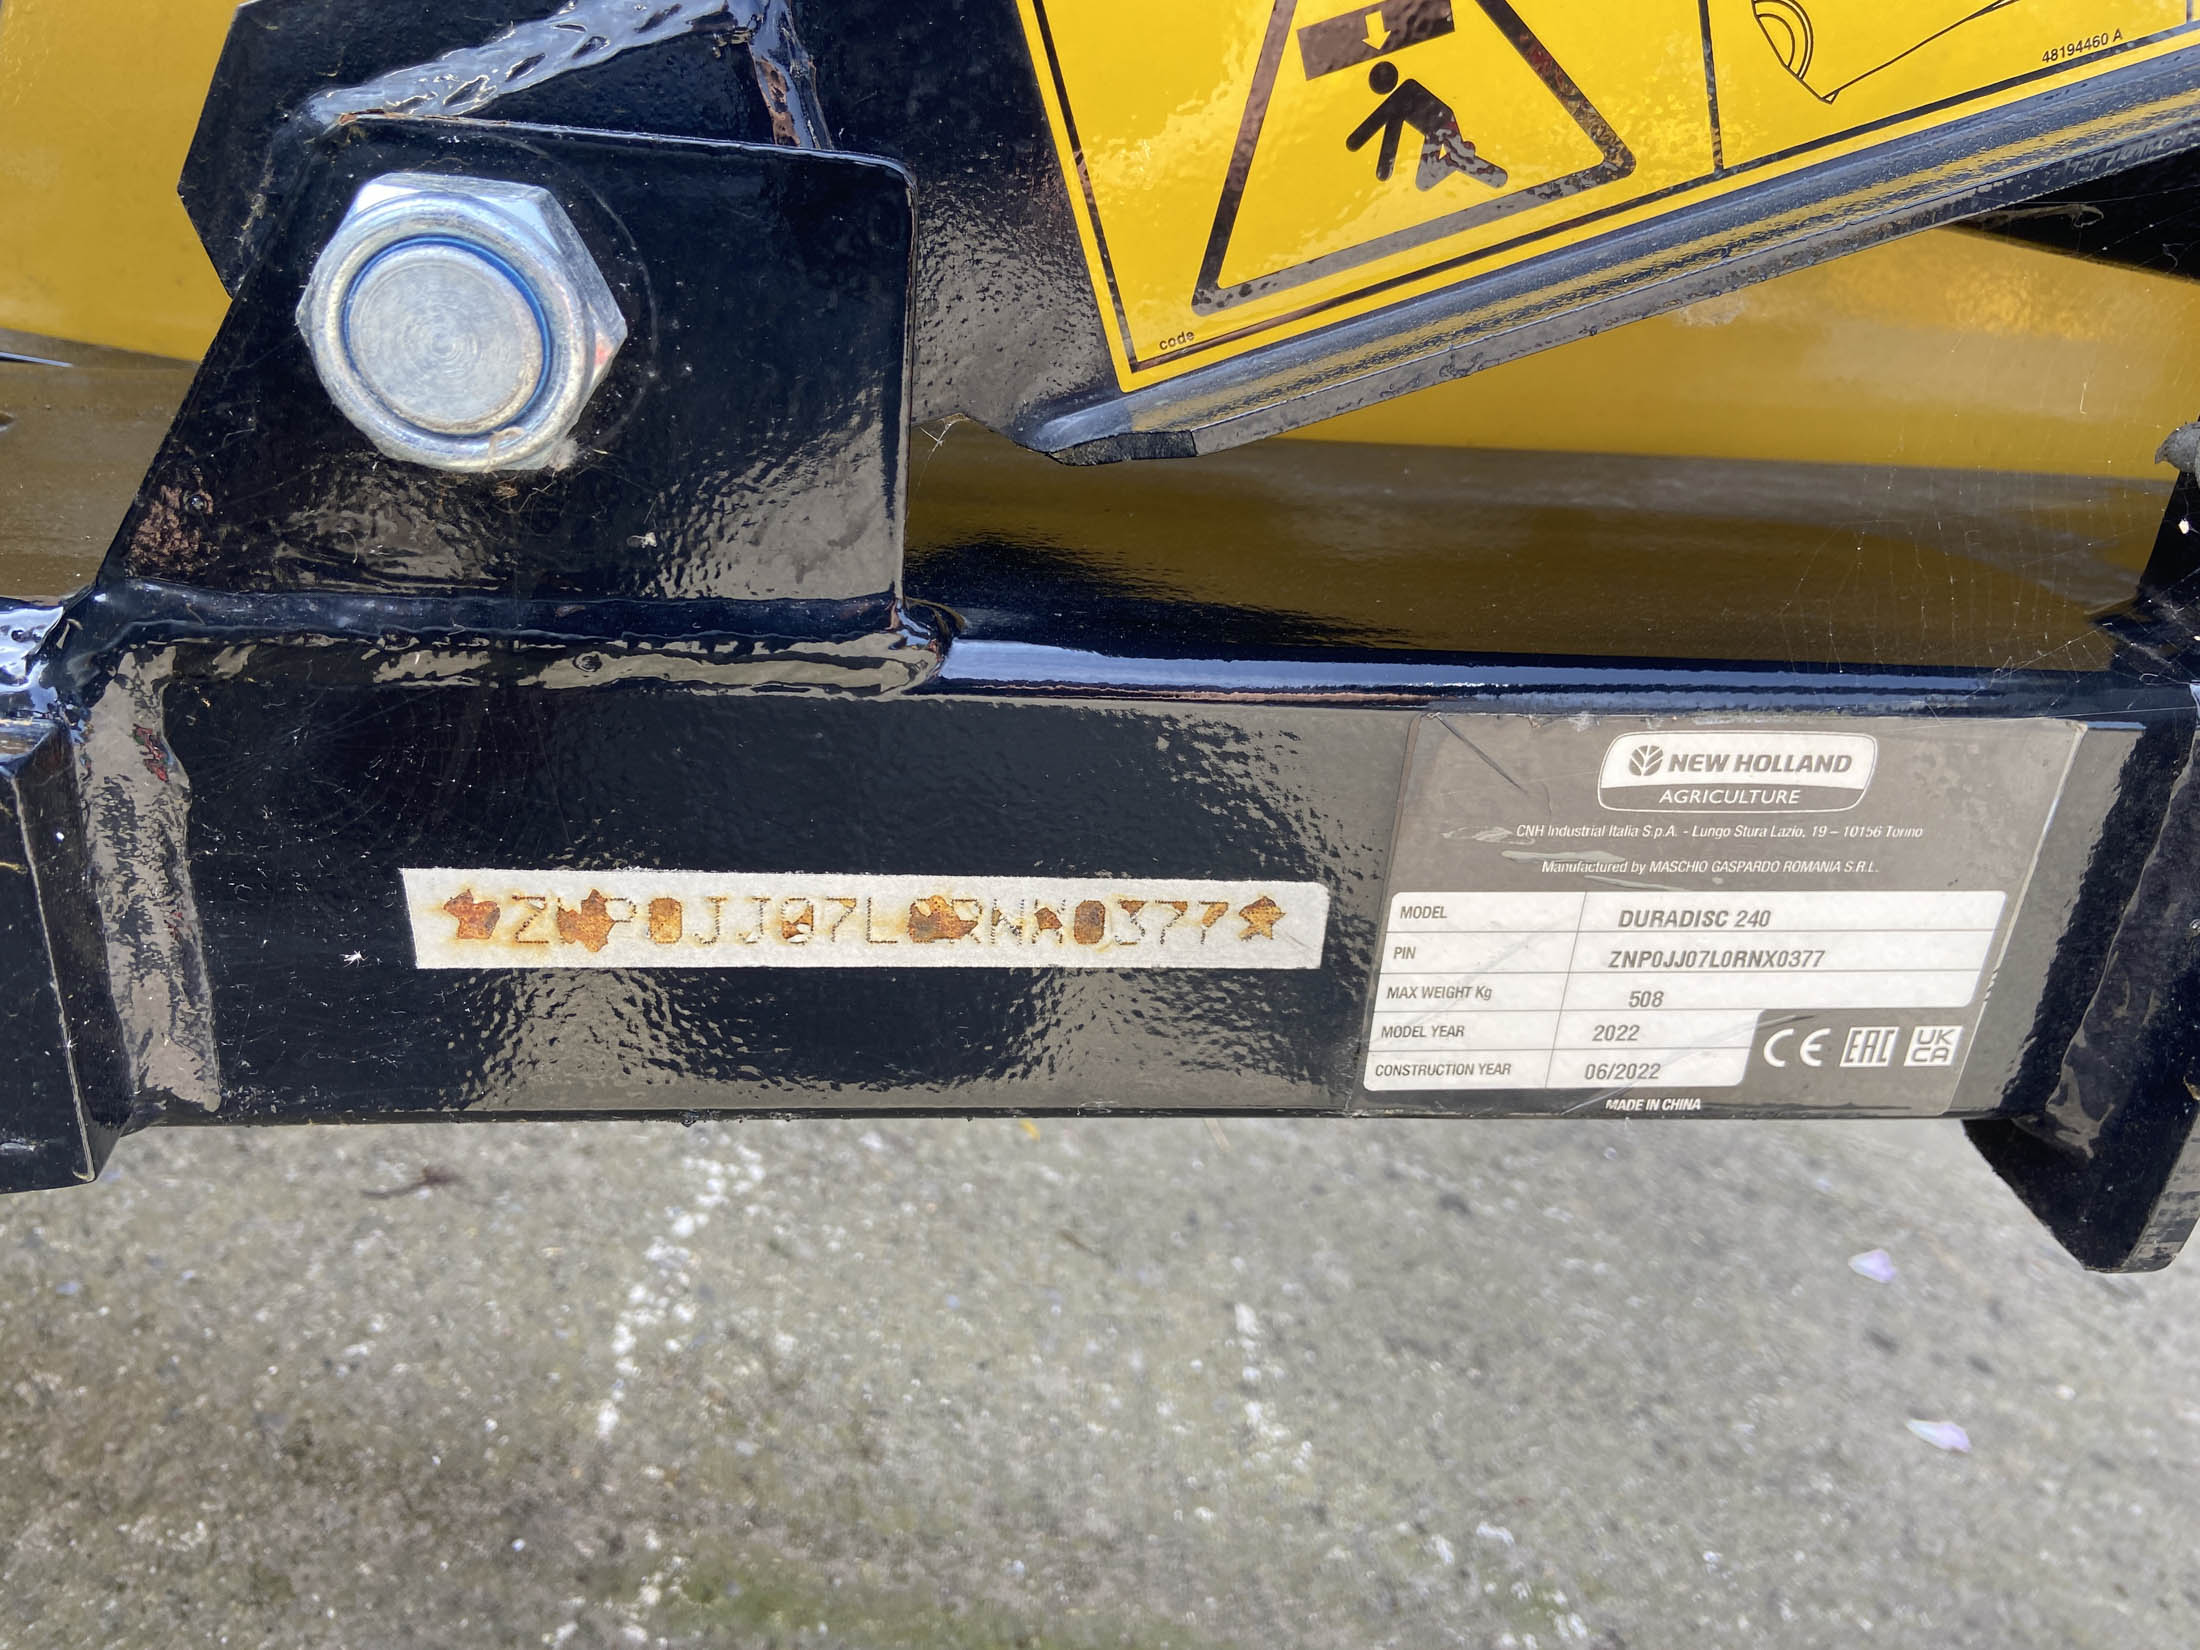 48194460 A
code
NEW HOLLAND
AGRICULTURE
CNH Industrial Italia S.p.A. - Lungo Stura Lazio, 19 – 10156 Torino
Manufactured by MASCHIO GASPARDO ROMANIA S.R.L.
MODEL DURADISC 240
PIN ZNP0JJ07L0RNX0377
MAX WEIGHT Kg 508
MODEL YEAR 2022
CONSTRUCTION YEAR 06/2022
CE EAC UK CA
MADE IN CHINA
★ZNP0JJ07L0RNX0377★